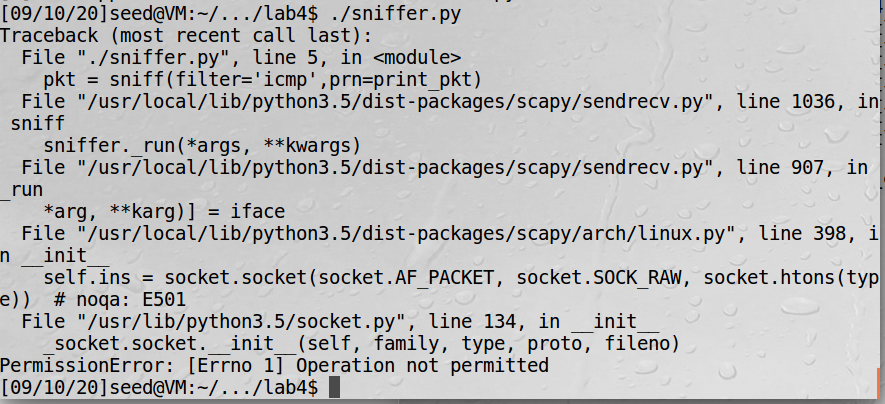 [09/10/20]seed@VM:~/.../lab4$ ./sniffer.py
Traceback (most recent call last):
  File "./sniffer.py", line 5, in <module>
    pkt = sniff(filter='icmp',prn=print_pkt)
  File "/usr/local/lib/python3.5/dist-packages/scapy/sendrecv.py", line 1036, in
 sniff
    sniffer._run(*args, **kwargs)
  File "/usr/local/lib/python3.5/dist-packages/scapy/sendrecv.py", line 907, in
_run
    *arg, **karg)] = iface
  File "/usr/local/lib/python3.5/dist-packages/scapy/arch/linux.py", line 398, i
n __init__
    self.ins = socket.socket(socket.AF_PACKET, socket.SOCK_RAW, socket.htons(typ
e))  # noqa: E501
  File "/usr/lib/python3.5/socket.py", line 134, in __init__
    _socket.socket.__init__(self, family, type, proto, fileno)
PermissionError: [Errno 1] Operation not permitted
[09/10/20]seed@VM:~/.../lab4$